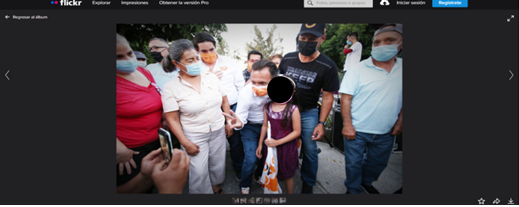 flickr
Explorar
Impresiones
Obtener la versión Pro
Iniciar sesión
Regístrate
Regresar al álbum